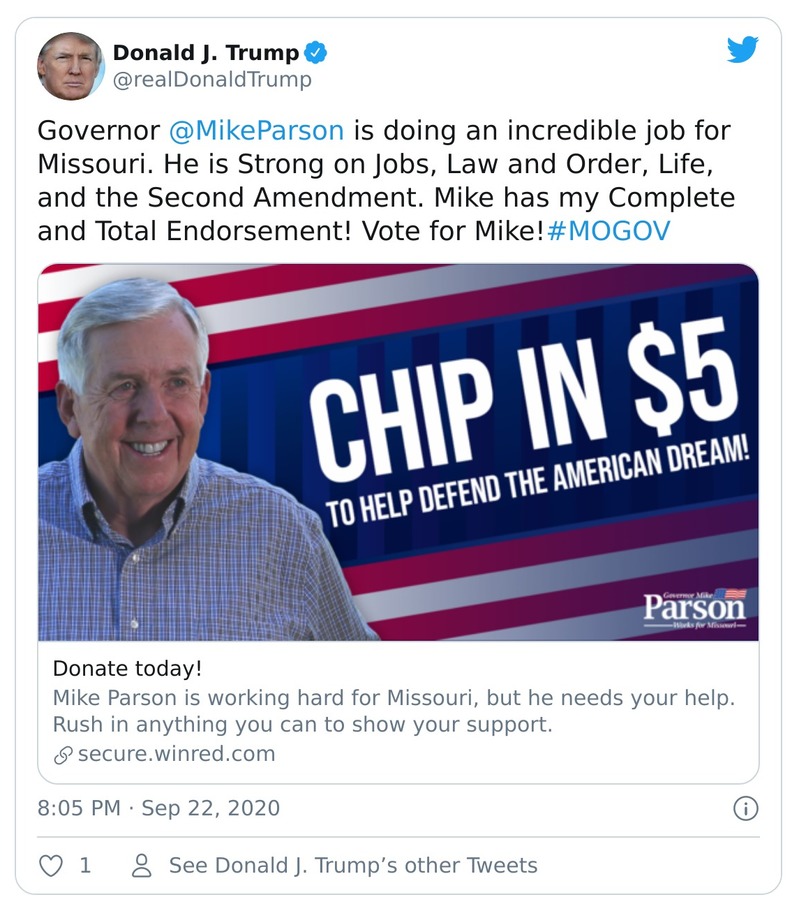 Donald J. Trump
@realDonaldTrump
Governor @MikeParson is doing an incredible job for
Missouri. He is Strong on Jobs, Law and Order, Life,
and the Second Amendment. Mike has my Complete
and Total Endorsement! Vote for Mike!#MOGOV
CHIP IN $5
TO HELP DEFEND THE AMERICAN DREAM!
Governor Mike
Parson
Works for Missouri
Donate today!
Mike Parson is working hard for Missouri, but he needs your help.
Rush in anything you can to show your support.
secure.winred.com
8:05 PM · Sep 22, 2020
1 See Donald J. Trump’s other Tweets